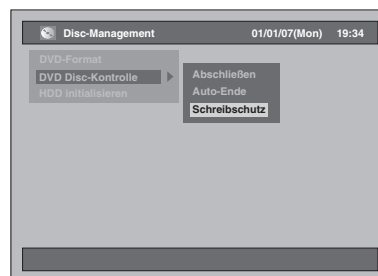 Disc-Management 01/01/07(Mon) 19:34
DVD-Format
DVD Disc-Kontrolle
HDD initialisieren
Abschließen
Auto-Ende
Schreibschutz